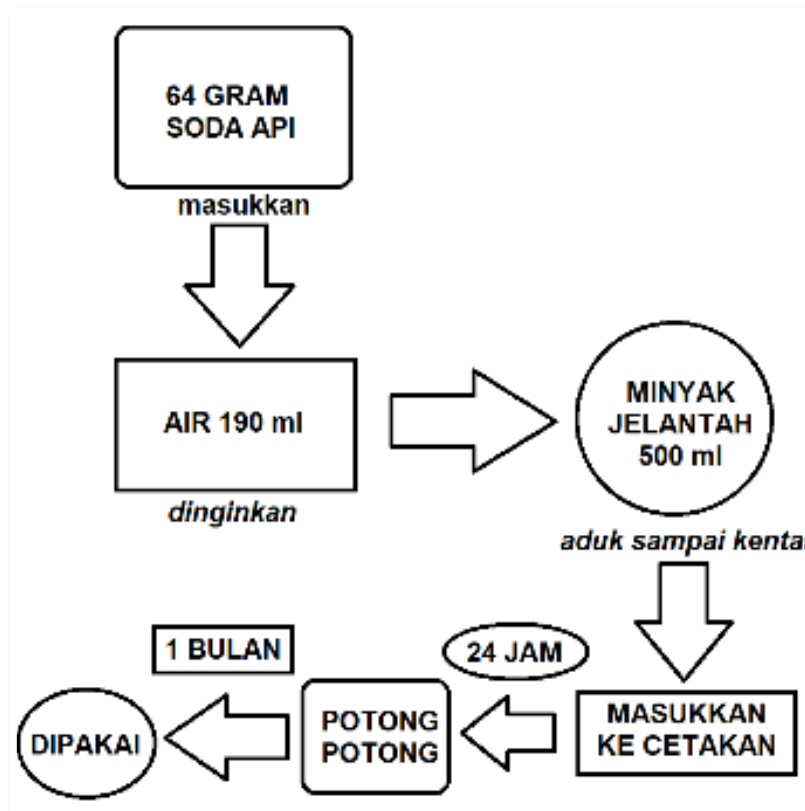 64 GRAM
SODA API
masukkan
AIR 190 ml
dinginkan
MINYAK
JELANTAH
500 ml
aduk sampai kenta
MASUKKAN
KE CETAKAN
24 JAM
POTONG
POTONG
1 BULAN
DIPAKAI